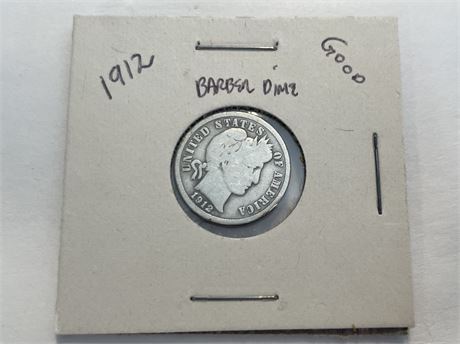 1912
GOOD
BARBER DIME
UNITED STATES OF AMERICA
1912